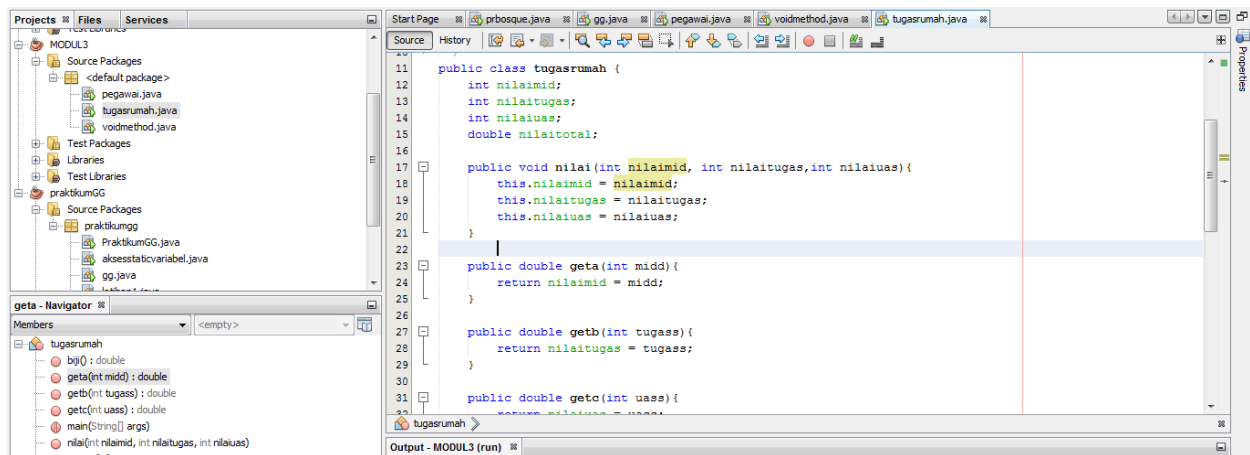 Projects Files Services
Test Libraries
MODUL3
Source Packages
<default package>
pegawai.java
tugasrumah.java
voidmethod.java
Test Packages
Libraries
Test Libraries
praktikumGG
Source Packages
praktikumgg
PraktikumGG.java
aksesstaticvariabel.java
gg.java
geta - Navigator
Members <empty>
tugasrumah
biji() : double
geta(int midd) : double
getb(int tugass) : double
getc(int uass) : double
main(String[] args)
nilai(int nilaimid, int nilaitugas, int nilaiuas)
Start Page prbosque.java gg.java pegawai.java voidmethod.java tugasrumah.java
Source History
11 public class tugasrumah {
12 int nilaimid;
13 int nilaitugas;
14 int nilaiuas;
15 double nilaitotal;
16
17 public void nilai(int nilaimid, int nilaitugas,int nilaiuas){
18 this.nilaimid = nilaimid;
19 this.nilaitugas = nilaitugas;
20 this.nilaiuas = nilaiuas;
21 }
22
23 public double geta(int midd){
24 return nilaimid = midd;
25 }
26
27 public double getb(int tugass){
28 return nilaitugas = tugass;
29 }
30
31 public double getc(int uass){
32 return nilaiuas = uass;
tugasrumah
Output - MODUL3 (run)
Properties